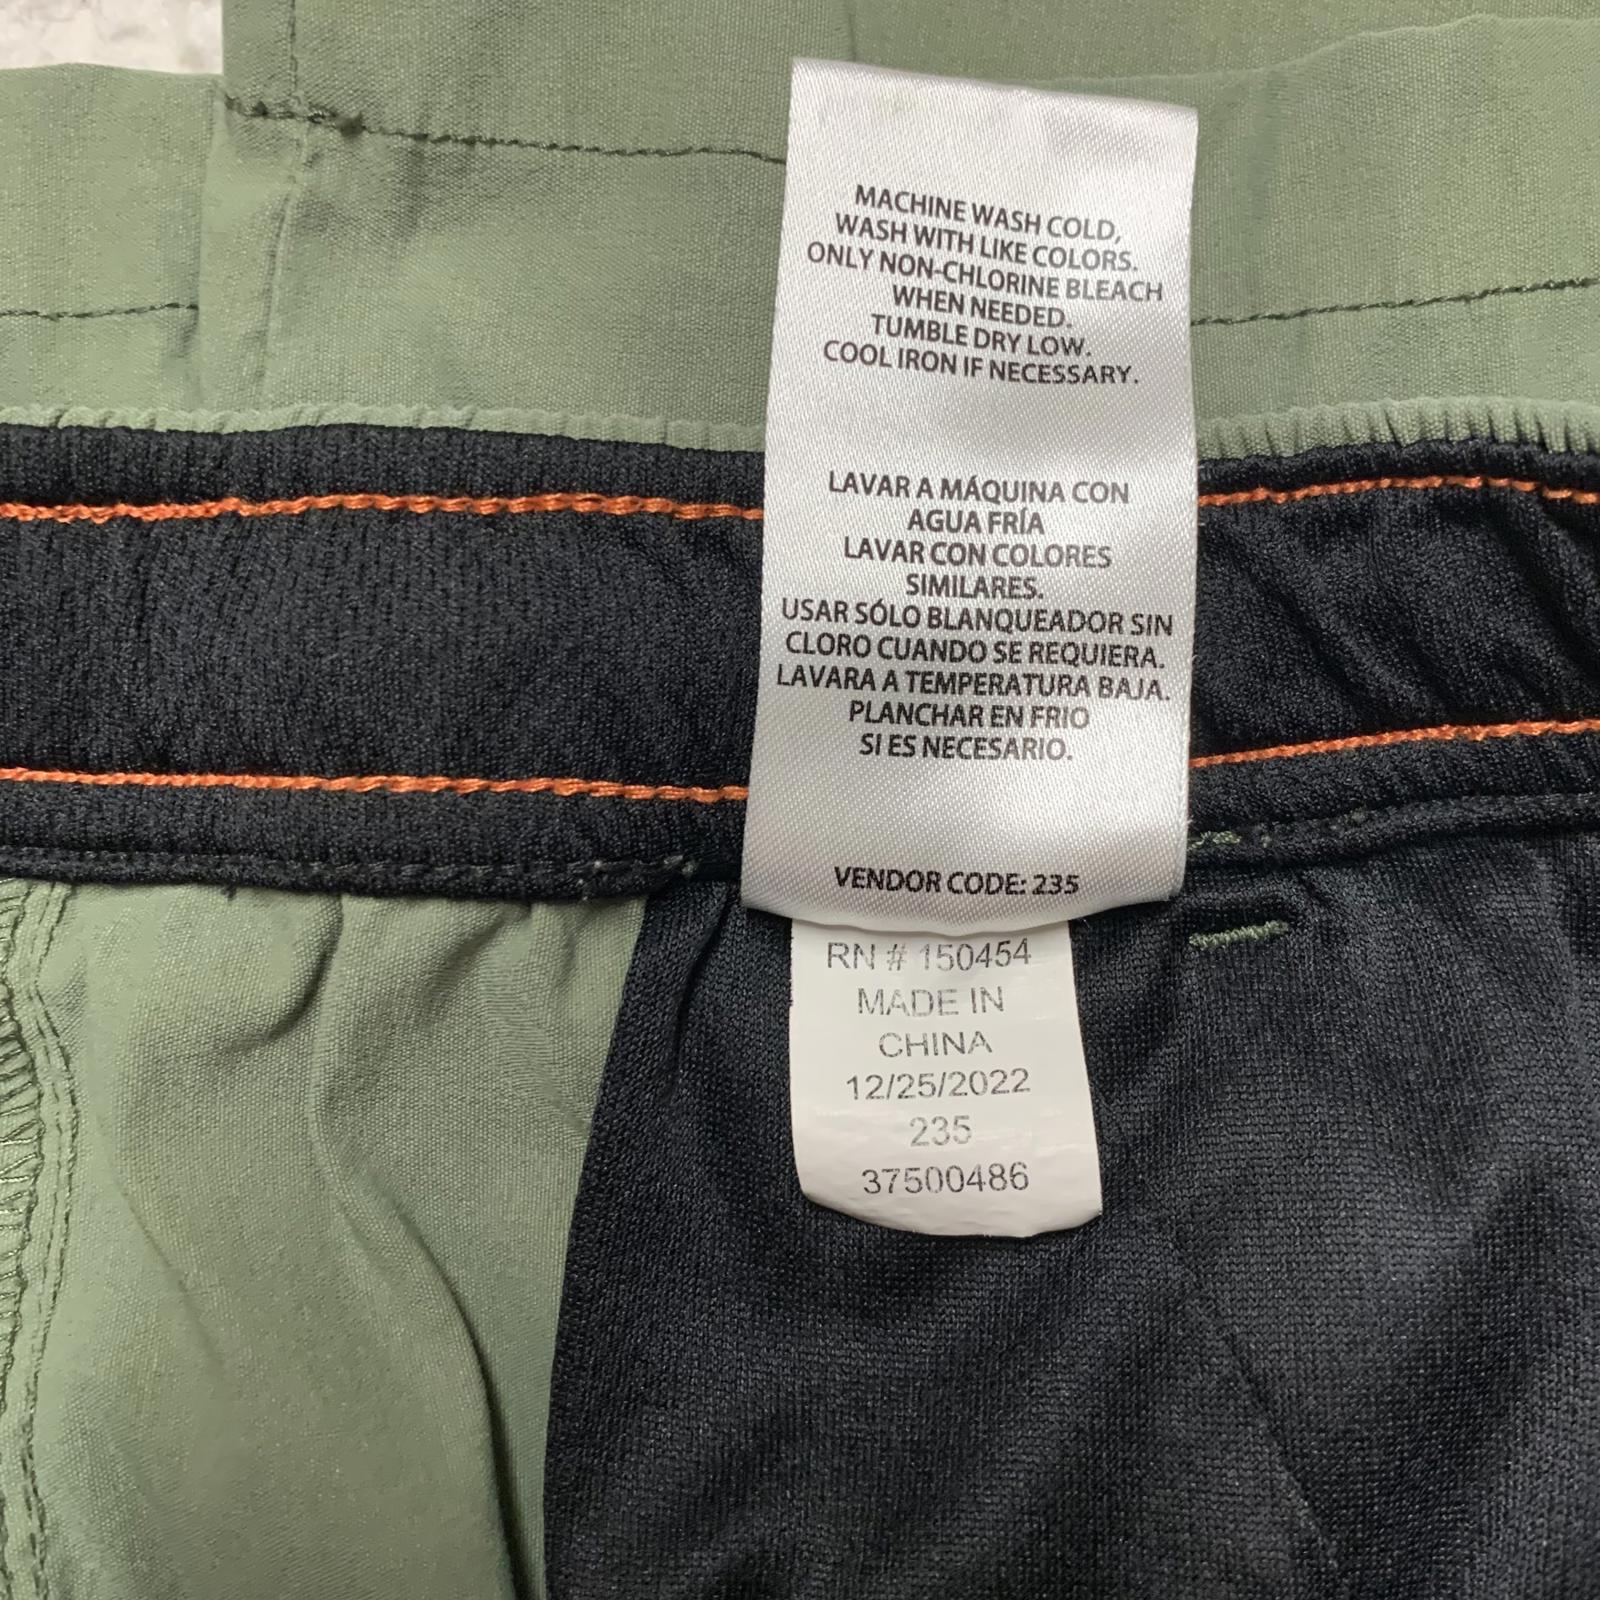 MACHINE WASH COLD,
WASH WITH LIKE COLORS.
ONLY NON-CHLORINE BLEACH
WHEN NEEDED.
TUMBLE DRY LOW.
COOL IRON IF NECESSARY.
LAVAR A MÁQUINA CON
AGUA FRÍA
LAVAR CON COLORES
SIMILARES.
USAR SÓLO BLANQUEADOR SIN
CLORO CUANDO SE REQUIERA.
LAVARA A TEMPERATURA BAJA.
PLANCHAR EN FRIO
SI ES NECESARIO.
VENDOR CODE: 235
RN # 150454
MADE IN
CHINA
12/25/2022
235
37500486